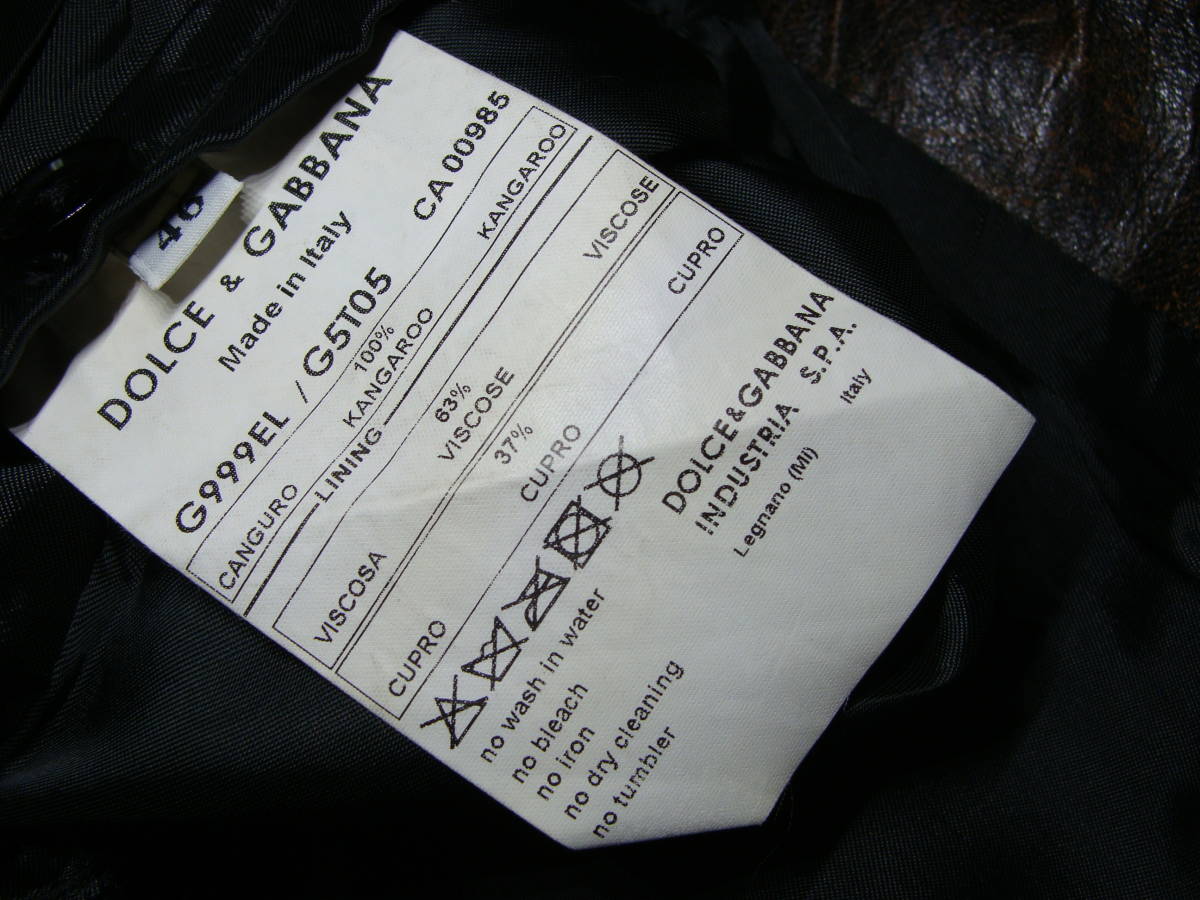 46
DOLCE & GABBANA
Made in Italy
G999EL / G5T05 CA 00985
100%
CANGURO KANGAROO KANGAROO
LINING
63%
VISCOSA VISCOSE VISCOSE
37%
CUPRO CUPRO CUPRO
no wash in water
no bleach
no iron
no dry cleaning
no tumbler
DOLCE&GABBANA
INDUSTRIA S.P.A.
Legnano (MI) Italy